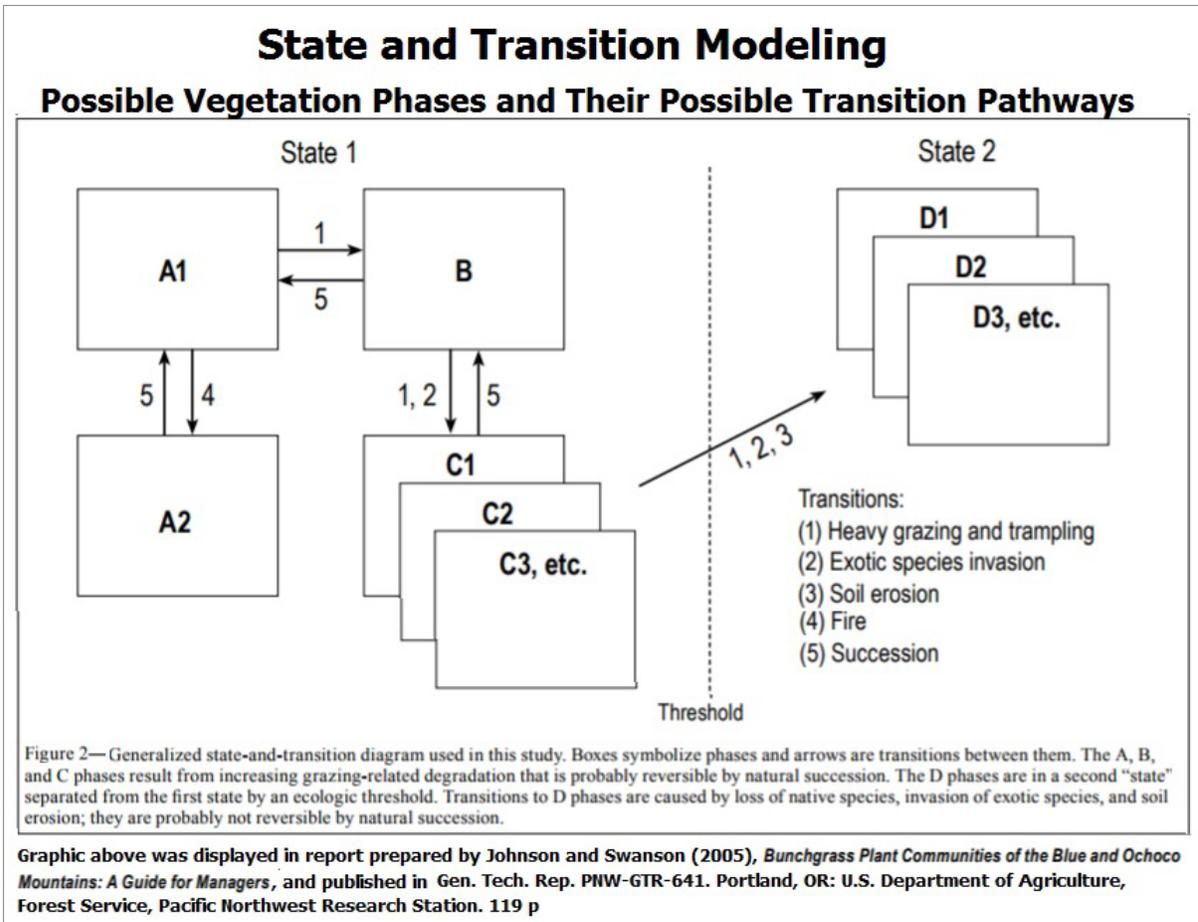 State and Transition Modeling
Possible Vegetation Phases and Their Possible Transition Pathways
State 1
State 2
A1
1
5
B
D1
D2
D3, etc.
5
4
1, 2
5
A2
C1
C2
C3, etc.
1, 2, 3
Threshold
Transitions:
(1) Heavy grazing and trampling
(2) Exotic species invasion
(3) Soil erosion
(4) Fire
(5) Succession
Figure 2—Generalized state-and-transition diagram used in this study. Boxes symbolize phases and arrows are transitions between them. The A, B,
and C phases result from increasing grazing-related degradation that is probably reversible by natural succession. The D phases are in a second “state”
separated from the first state by an ecologic threshold. Transitions to D phases are caused by loss of native species, invasion of exotic species, and soil
erosion; they are probably not reversible by natural succession.
Graphic above was displayed in report prepared by Johnson and Swanson (2005), Bunchgrass Plant Communities of the Blue and Ochoco
Mountains: A Guide for Managers, and published in Gen. Tech. Rep. PNW-GTR-641. Portland, OR: U.S. Department of Agriculture,
Forest Service, Pacific Northwest Research Station. 119 p